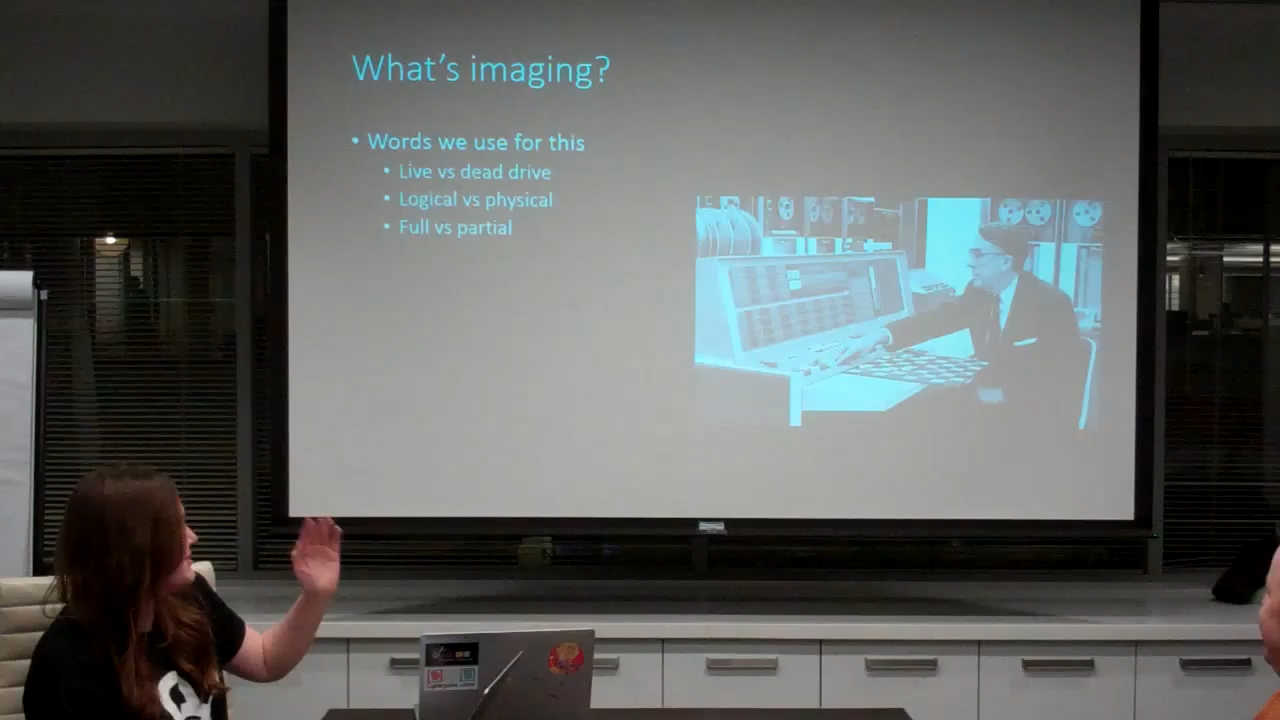 What's imaging?
• Words we use for this
• Live vs dead drive
• Logical vs physical
• Full vs partial